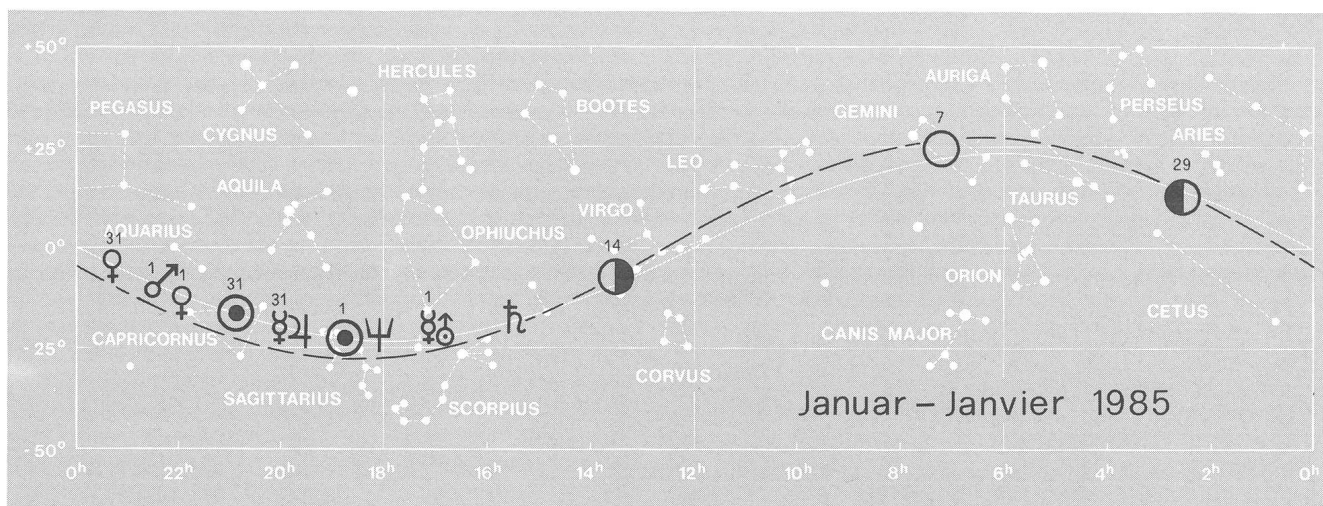 +50°
HERCULES
AURIGA
PEGASUS
BOOTES
GEMINI
7
PERSEUS
CYGNUS
ARIES
+25°
LEO
29
AQUILA
TAURUS
VIRGO
AQUARIUS
OPHIUCHUS
31
14
0°
1
1
31
31
1
1
ORION
CAPRICORNUS
CANIS MAJOR
CETUS
-25°
CORVUS
SAGITTARIUS
SCORPIUS
Januar – Janvier 1985
-50°
0h 22h 20h 18h 16h 14h 12h 10h 8h 6h 4h 2h 0h